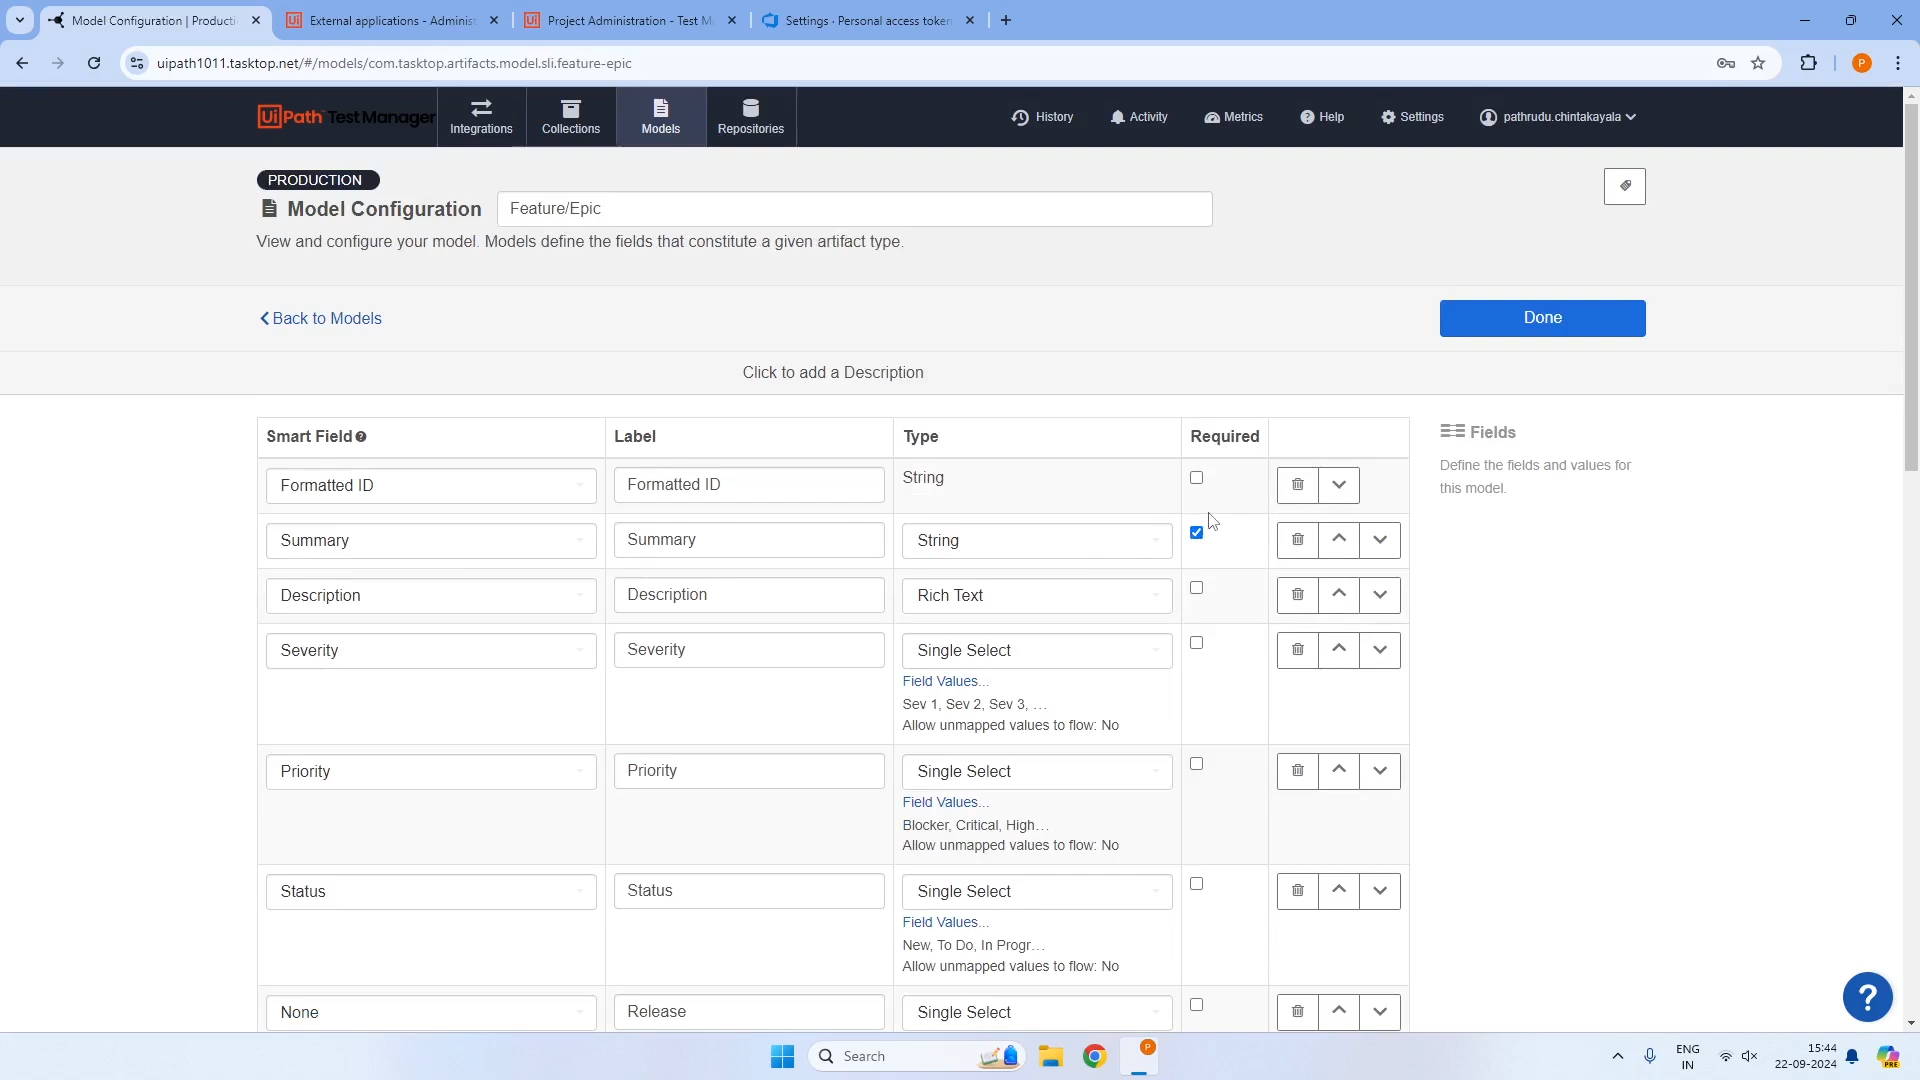 Model Configuration | Producti
External applications - Administ
Project Administration - Test M
Settings · Personal access token
uipath1011.tasktop.net/#/models/com.tasktop.artifacts.model.sli.feature-epic
P
UiPath Test Manager
Integrations
Collections
Models
Repositories
History
Activity
Metrics
Help
Settings
pathrudu.chintakayala
PRODUCTION
Model Configuration
Feature/Epic
View and configure your model. Models define the fields that constitute a given artifact type.
Back to Models
Done
Click to add a Description
Smart Field
Label
Type
Required
Fields
Define the fields and values for
this model.
Formatted ID
Formatted ID
String
Summary
Summary
String
Description
Description
Rich Text
Severity
Severity
Single Select
Field Values...
Sev 1, Sev 2, Sev 3, ...
Allow unmapped values to flow: No
Priority
Priority
Single Select
Field Values...
Blocker, Critical, High...
Allow unmapped values to flow: No
Status
Status
Single Select
Field Values...
New, To Do, In Progr...
Allow unmapped values to flow: No
None
Release
Single Select
?
Search
P
ENG
IN
15:44
22-09-2024
PRE